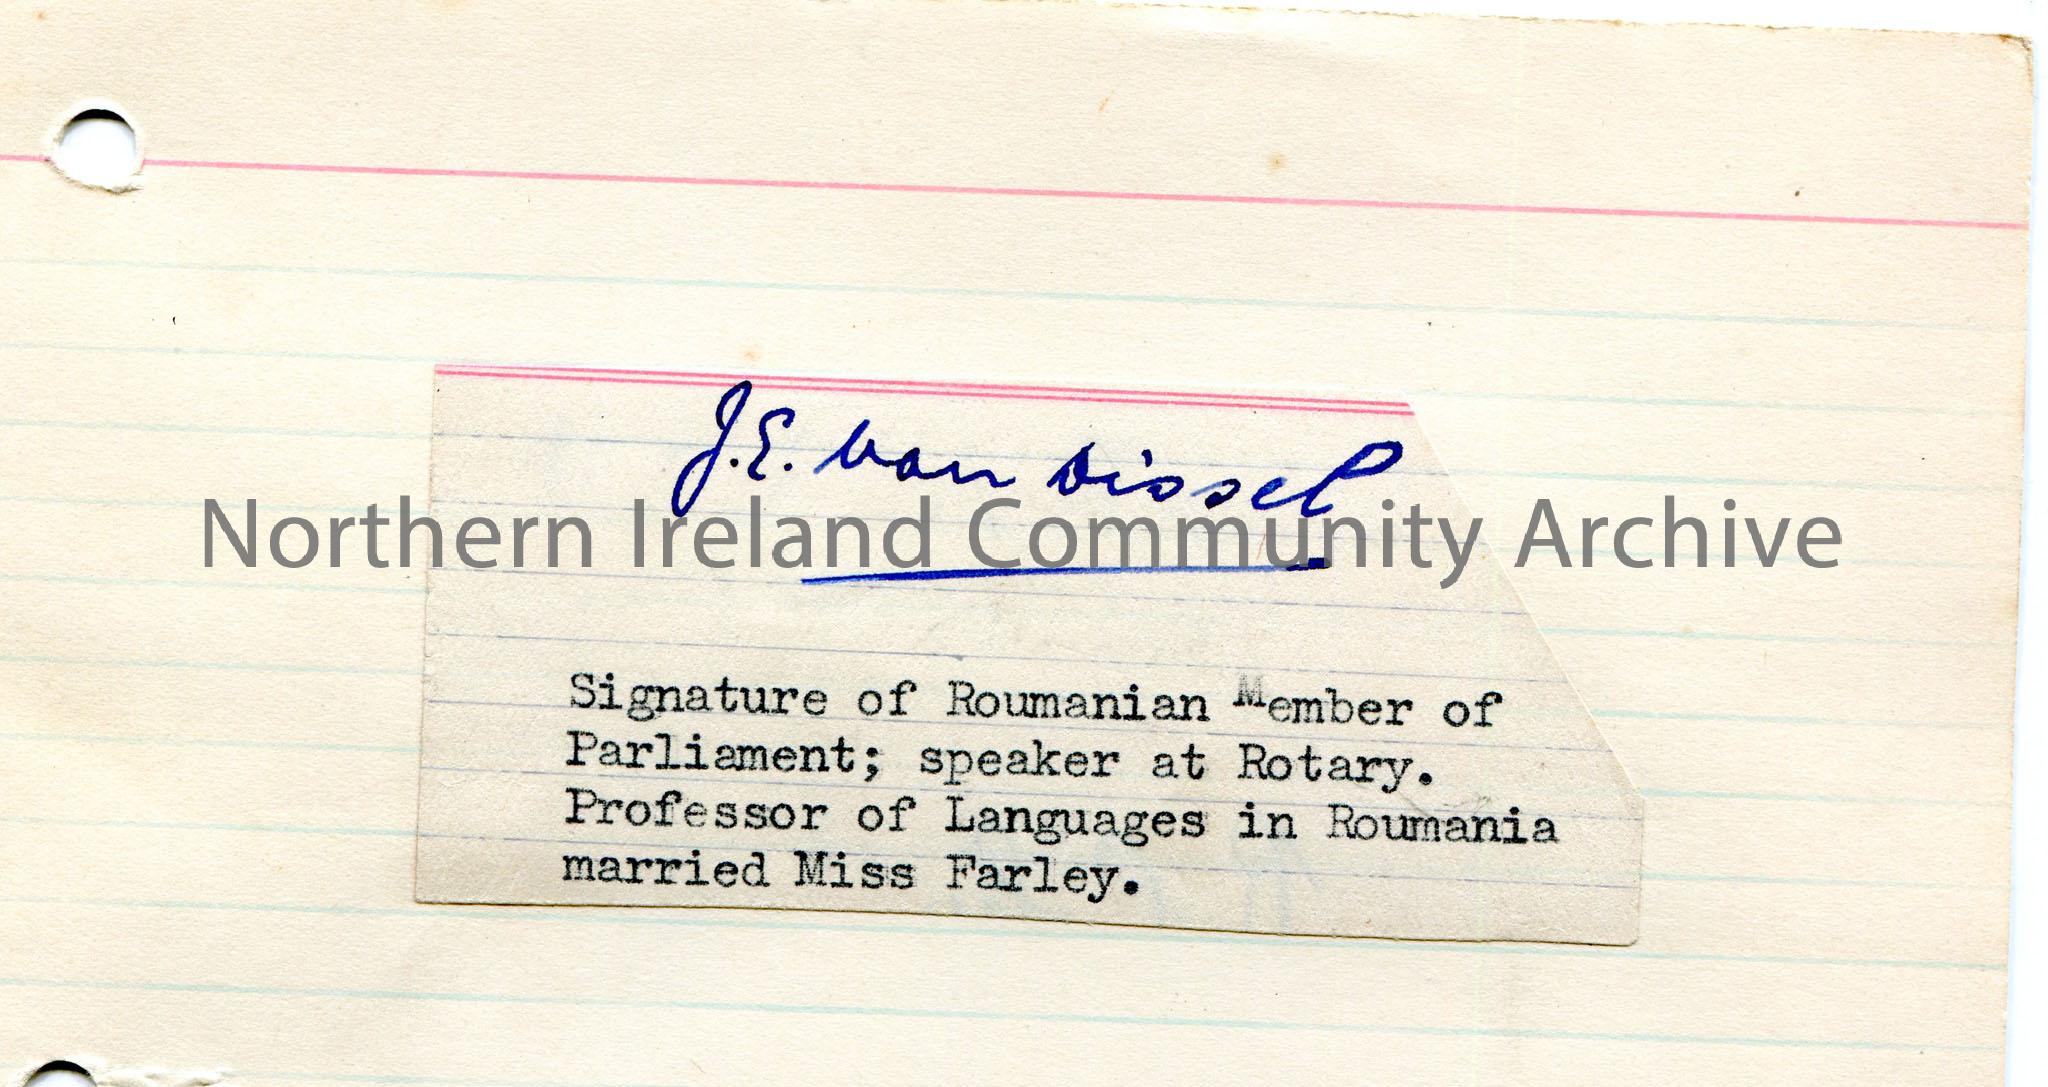 J.E. van Dissel
Northern Ireland Community Archive
Signature of Roumanian Member of
Parliament; speaker at Rotary.
Professor of Languages in Roumania
married Miss Farley.